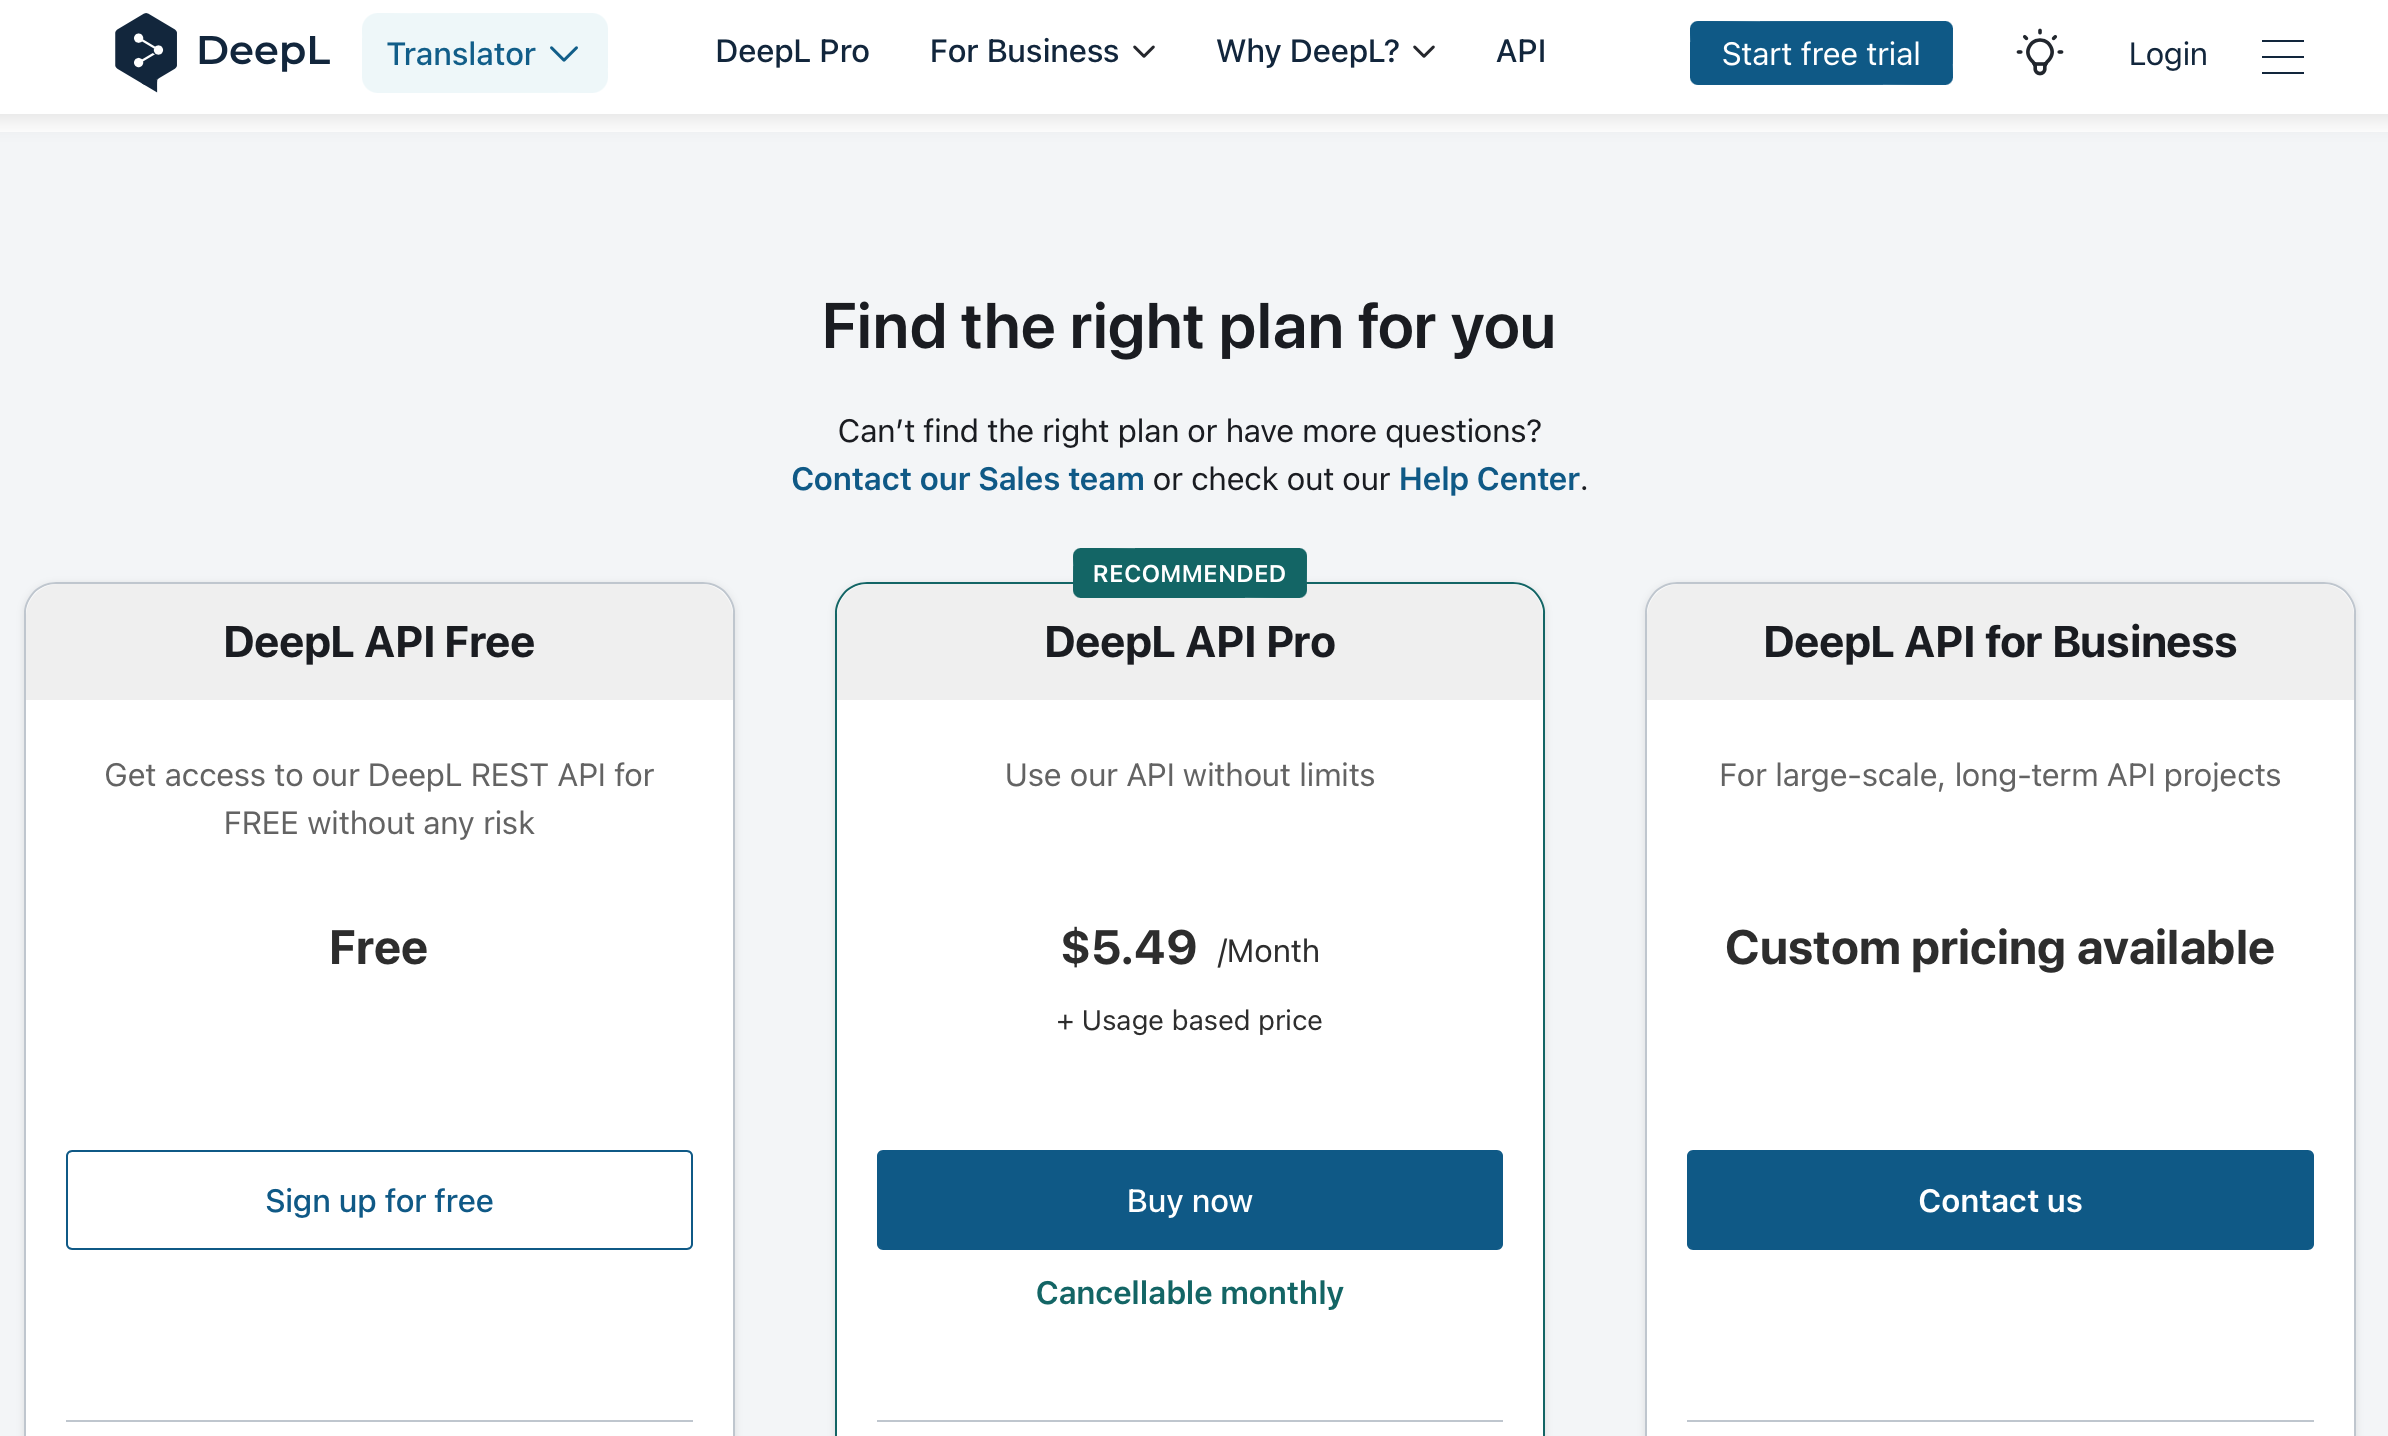 DeepL
Translator
DeepL Pro
For Business
Why DeepL?
API
Start free trial
Login
Find the right plan for you
Can't find the right plan or have more questions?
Contact our Sales team or check out our Help Center.
DeepL API Free
Get access to our DeepL REST API for
FREE without any risk
Free
Sign up for free
RECOMMENDED
DeepL API Pro
Use our API without limits
$5.49 /Month
+ Usage based price
Buy now
Cancellable monthly
DeepL API for Business
For large-scale, long-term API projects
Custom pricing available
Contact us